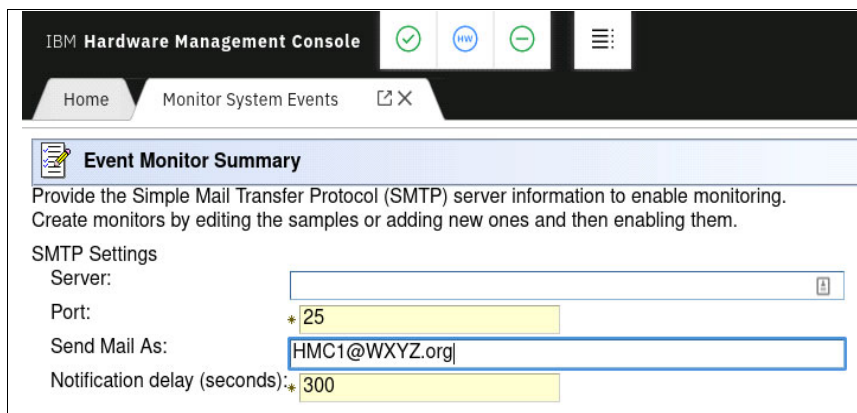 IBM Hardware Management Console
HW
Home
Monitor System Events
Event Monitor Summary
Provide the Simple Mail Transfer Protocol (SMTP) server information to enable monitoring.
Create monitors by editing the samples or adding new ones and then enabling them.
SMTP Settings
Server:
Port: * 25
Send Mail As: HMC1@WXYZ.org
Notification delay (seconds): * 300